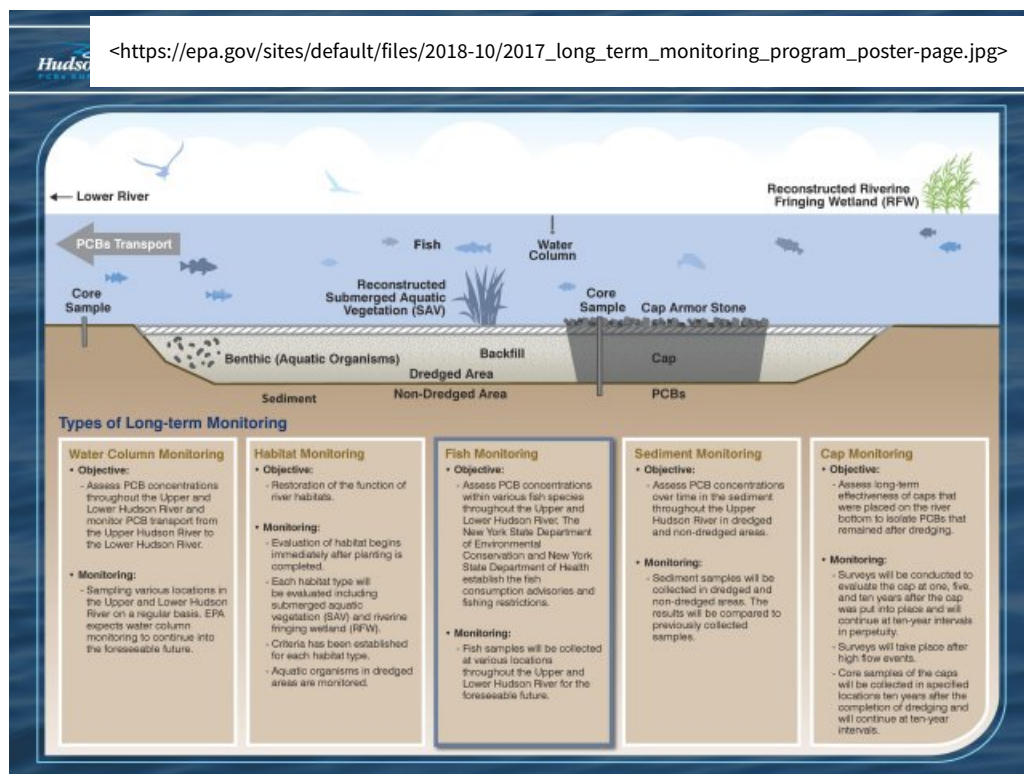 <https://epa.gov/sites/default/files/2018-10/2017_long_term_monitoring_program_poster-page.jpg>
Lower River
Reconstructed Riverine
Fringing Wetland (RFW)
PCBs Transport
Fish
Water
Column
Reconstructed
Submerged Aquatic
Vegetation (SAV)
Core
Sample
Core
Sample
Cap Armor Stone
Benthic (Aquatic Organisms)
Backfill
Cap
Dredged Area
Sediment
Non-Dredged Area
PCBs
Types of Long-term Monitoring
Water Column Monitoring
• Objective:
- Assess PCB concentrations
throughout the Upper and
Lower Hudson River and
monitor PCB transport from
the Upper Hudson River to
the Lower Hudson River.
• Monitoring:
- Sampling various locations in
the Upper and Lower Hudson
River on a regular basis. EPA
expects water column
monitoring to continue into
the foreseeable future.
Habitat Monitoring
• Objective:
- Restoration of the function of
river habitats.
• Monitoring:
- Evaluation of habitat begins
immediately after planting is
completed.
- Each habitat type will
be evaluated including
submerged aquatic
vegetation (SAV) and riverine
fringing wetland (RFW).
- Criteria has been established
for each habitat type.
- Aquatic organisms in dredged
areas are monitored.
Fish Monitoring
• Objective:
- Assess PCB concentrations
within various fish species
throughout the Upper and
Lower Hudson River. The
New York State Department
of Environmental
Conservation and New York
State Department of Health
establish the fish
consumption advisories and
fishing restrictions.
• Monitoring:
- Fish samples will be collected
at various locations
throughout the Upper and
Lower Hudson River for the
foreseeable future.
Sediment Monitoring
• Objective:
- Assess PCB concentrations
over time in the sediment
throughout the Upper
Hudson River in dredged
and non-dredged areas.
• Monitoring:
- Sediment samples will be
collected in dredged and
non-dredged areas. The
results will be compared to
previously collected
samples.
Cap Monitoring
• Objective:
- Assess long-term
effectiveness of caps that
were placed on the river
bottom to isolate PCBs that
remained after dredging.
• Monitoring:
- Surveys will be conducted to
evaluate the cap at one, five,
and ten years after the cap
was put into place and will
continue at ten-year intervals
in perpetuity.
- Surveys will take place after
high flow events.
- Core samples of the caps
will be collected in specified
locations ten years after the
completion of dredging and
will continue at ten-year
intervals.